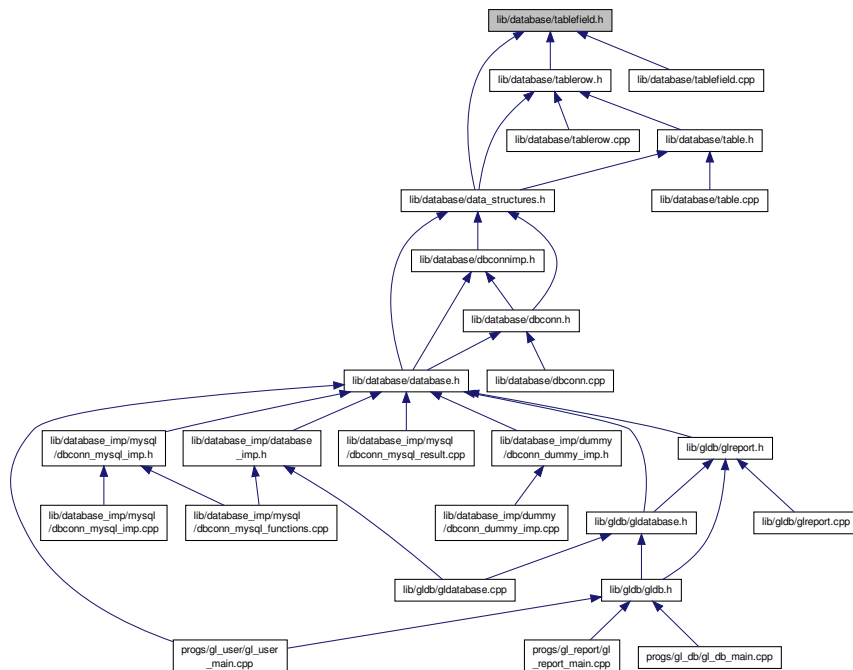 lib/database/tablefield.h
lib/database/tablerow.h
lib/database/tablefield.cpp
lib/database/tablerow.cpp
lib/database/table.h
lib/database/data_structures.h
lib/database/table.cpp
lib/database/dbconnimp.h
lib/database/dbconn.h
lib/database/database.h
lib/database/dbconn.cpp
lib/database_imp/mysql
/dbconn_mysql_imp.h
lib/database_imp/database
_imp.h
lib/database_imp/mysql
/dbconn_mysql_result.cpp
lib/database_imp/dummy
/dbconn_dummy_imp.h
lib/gldb/glreport.h
lib/database_imp/mysql
/dbconn_mysql_imp.cpp
lib/database_imp/mysql
/dbconn_mysql_functions.cpp
lib/database_imp/dummy
/dbconn_dummy_imp.cpp
lib/gldb/gldatabase.h
lib/gldb/glreport.cpp
lib/gldb/gldatabase.cpp
lib/gldb/gldb.h
progs/gl_user/gl_user
_main.cpp
progs/gl_report/gl
_report_main.cpp
progs/gl_db/gl_db_main.cpp